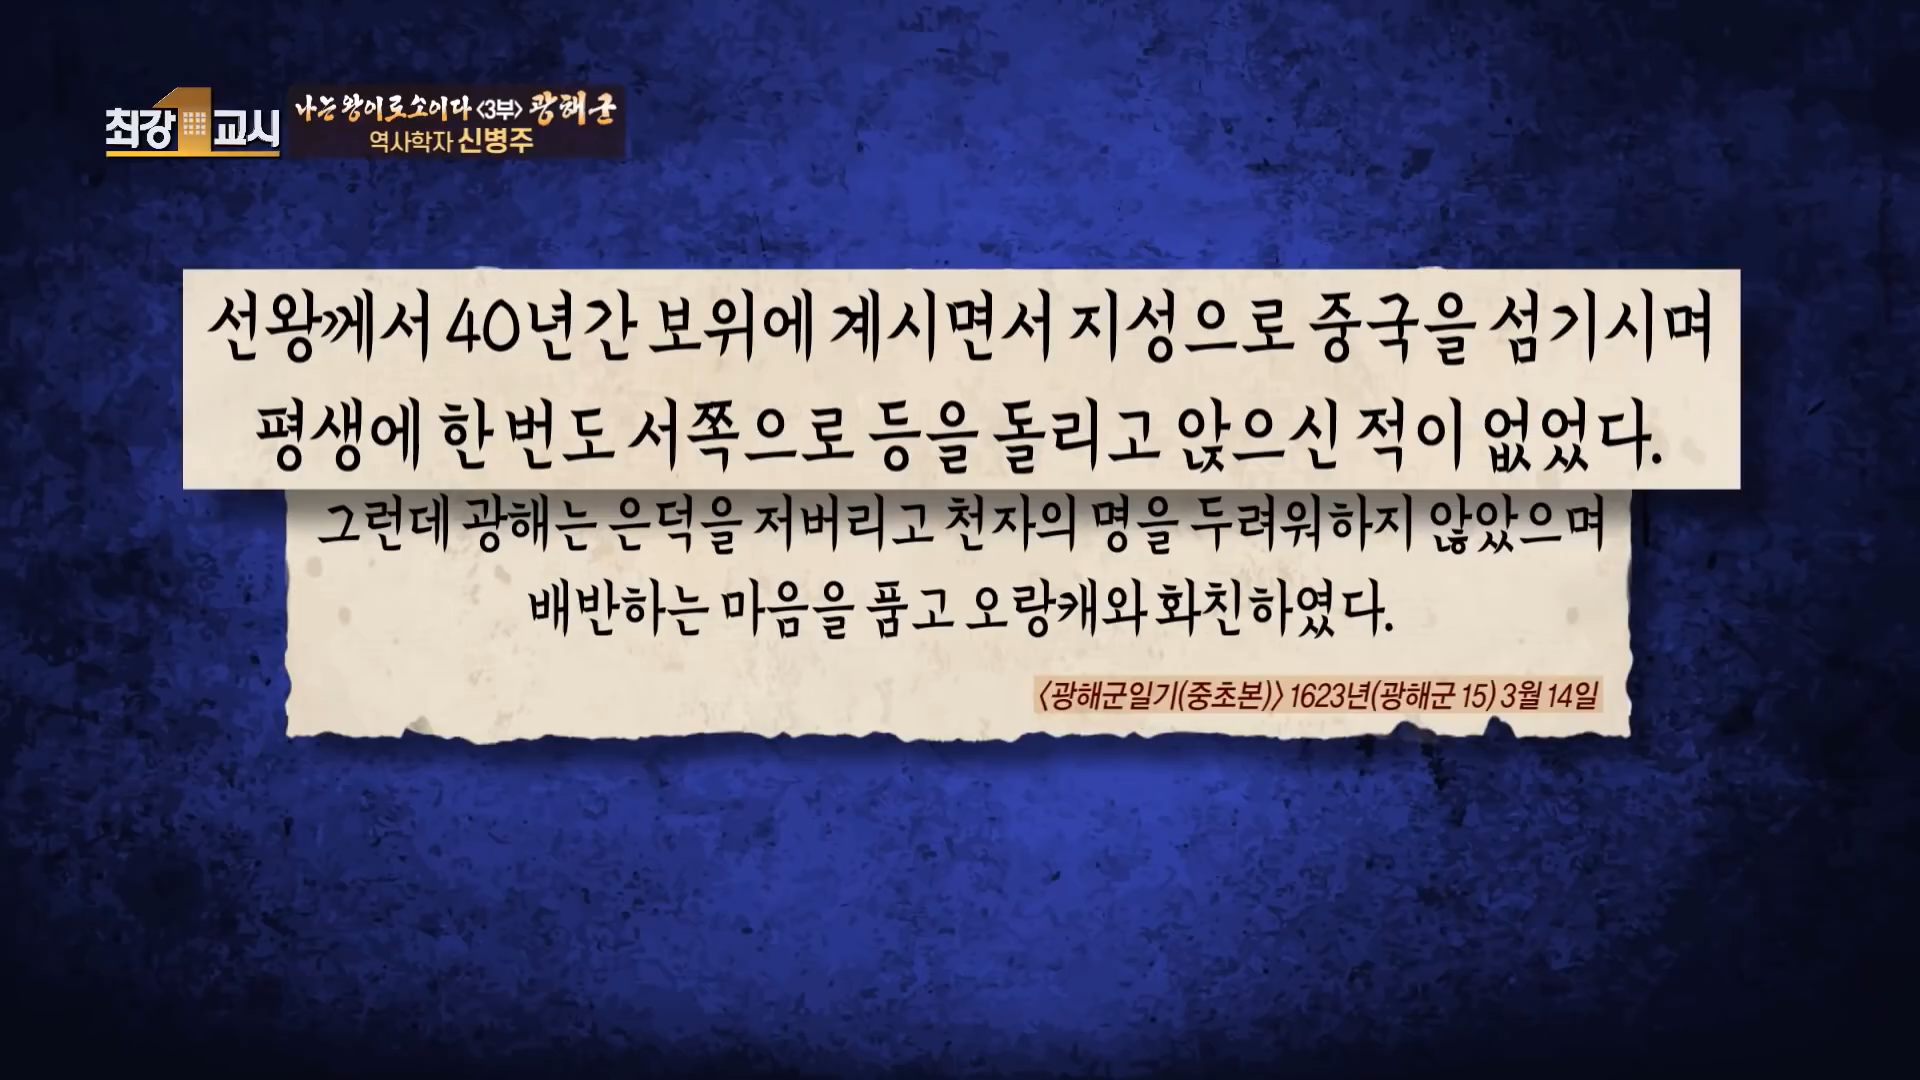 최강1교시
나는 왕이로소이다 <3부> 광해군
역사학자 신병주
선왕께서 40년간 보위에 계시면서 지성으로 중국을 섬기시며
평생에 한 번도 서쪽으로 등을 돌리고 앉으신 적이 없었다.
그런데 광해는 은덕을 저버리고 천자의 명을 두려워하지 않았으며
배반하는 마음을 품고 오랑캐와 화친하였다.
<광해군일기(중초본)> 1623년(광해군 15) 3월 14일